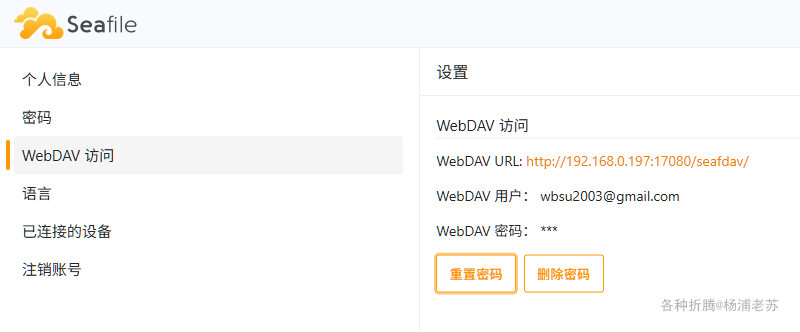 Seafile
个人信息
密码
WebDAV 访问
语言
已连接的设备
注销账号
设置
WebDAV 访问
WebDAV URL: http://192.168.0.197:17080/seafdav/
WebDAV 用户： wbsu2003@gmail.com
WebDAV 密码： ***
重置密码 删除密码
各种折腾@杨浦老苏